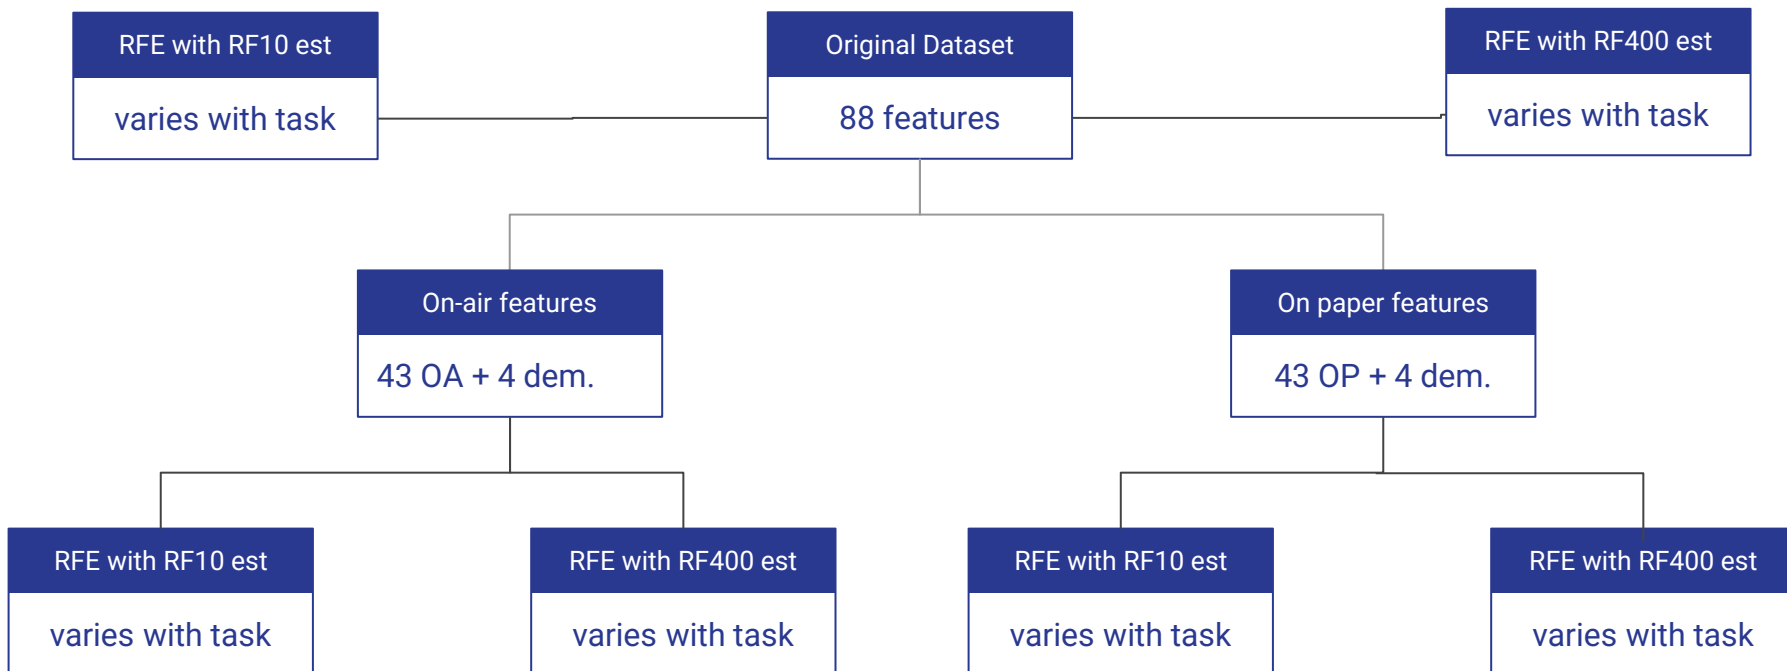 RFE with RF10 est
varies with task
Original Dataset
88 features
RFE with RF400 est
varies with task
On-air features
43 OA + 4 dem.
On paper features
43 OP + 4 dem.
RFE with RF10 est
varies with task
RFE with RF400 est
varies with task
RFE with RF10 est
varies with task
RFE with RF400 est
varies with task